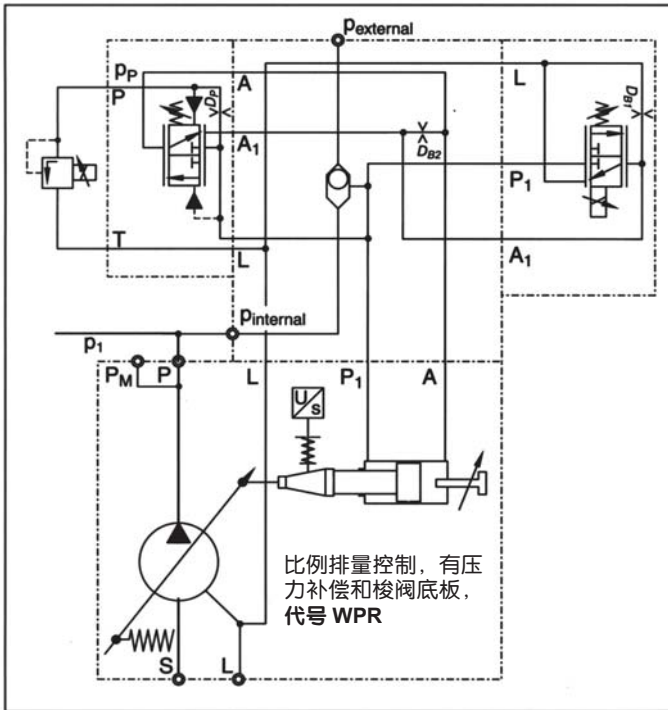 pexternal
pP
P
A
DP
A1
DB2
L
DB1
P1
A1
T
L
pinternal
p1
PM
P
L
P1
A
U
s
比例排量控制，有压
力补偿和梭阀底板，
代号 WPR
S
L